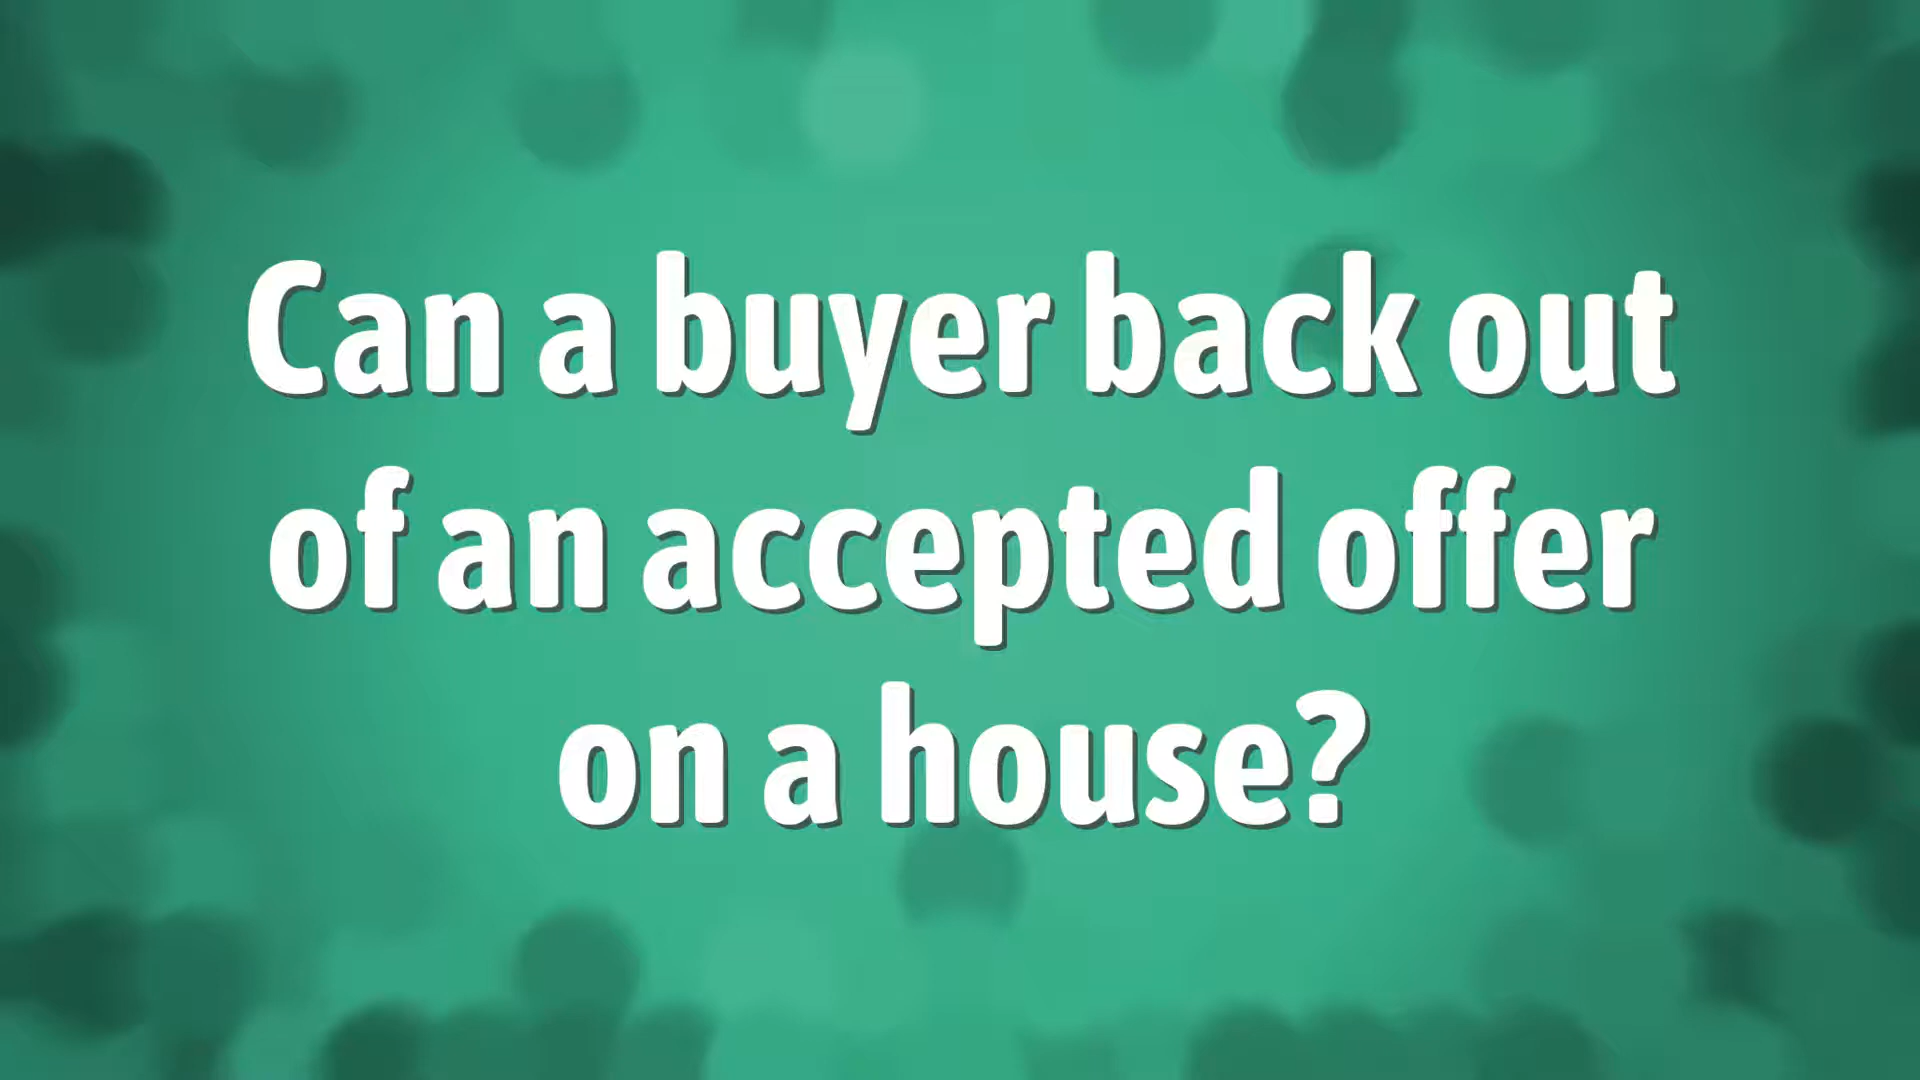 Can a buyer back out
of an accepted offer
on a house?